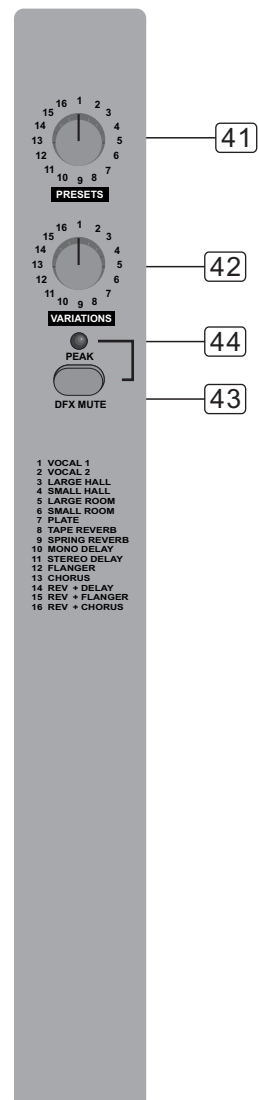 16 1 2
15 3
14 4
13 5
12 6
11 7
10 9 8
PRESETS
41
16 1 2
15 3
14 4
13 5
12 6
11 7
10 9 8
VARIATIONS
42
PEAK
44
DFX MUTE
43
1 VOCAL 1
2 VOCAL 2
3 LARGE HALL
4 SMALL HALL
5 LARGE ROOM
6 SMALL ROOM
7 PLATE
8 TAPE REVERB
9 SPRING REVERB
10 MONO DELAY
11 STEREO DELAY
12 FLANGER
13 CHORUS
14 REV + DELAY
15 REV + FLANGER
16 REV + CHORUS